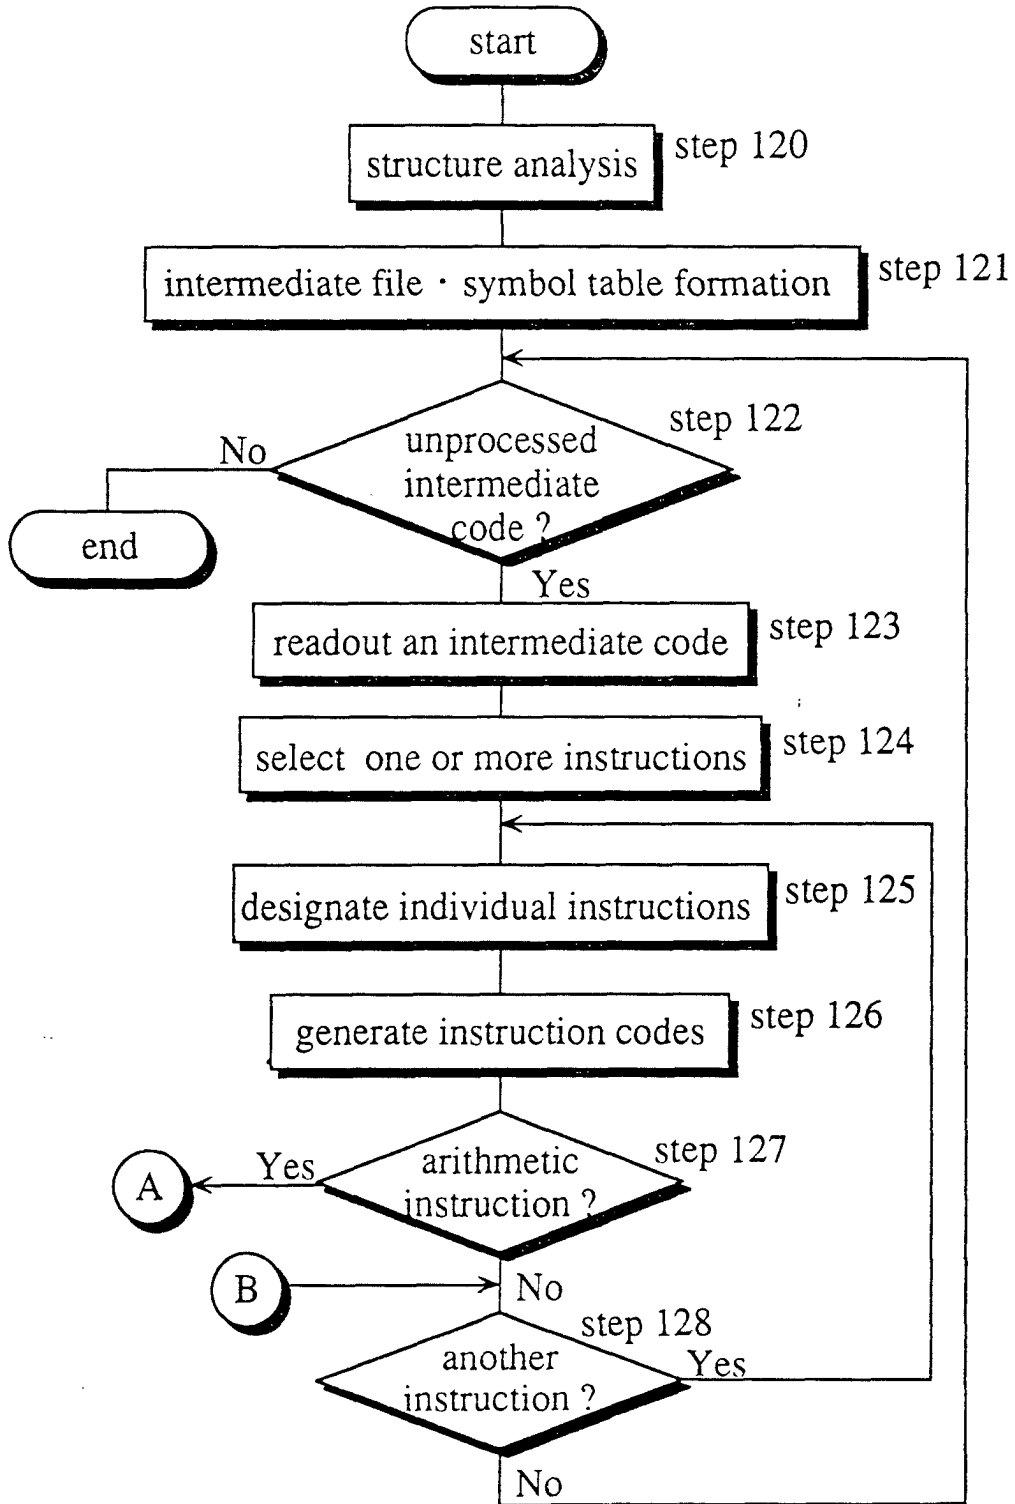 start
structure analysis
step 120
intermediate file · symbol table formation
step 121
unprocessed
intermediate
code ?
step 122
No
end
Yes
readout an intermediate code
step 123
select one or more instructions
step 124
designate individual instructions
step 125
generate instruction codes
step 126
arithmetic
instruction ?
step 127
Yes
A
B
No
step 128
another
instruction ?
Yes
No